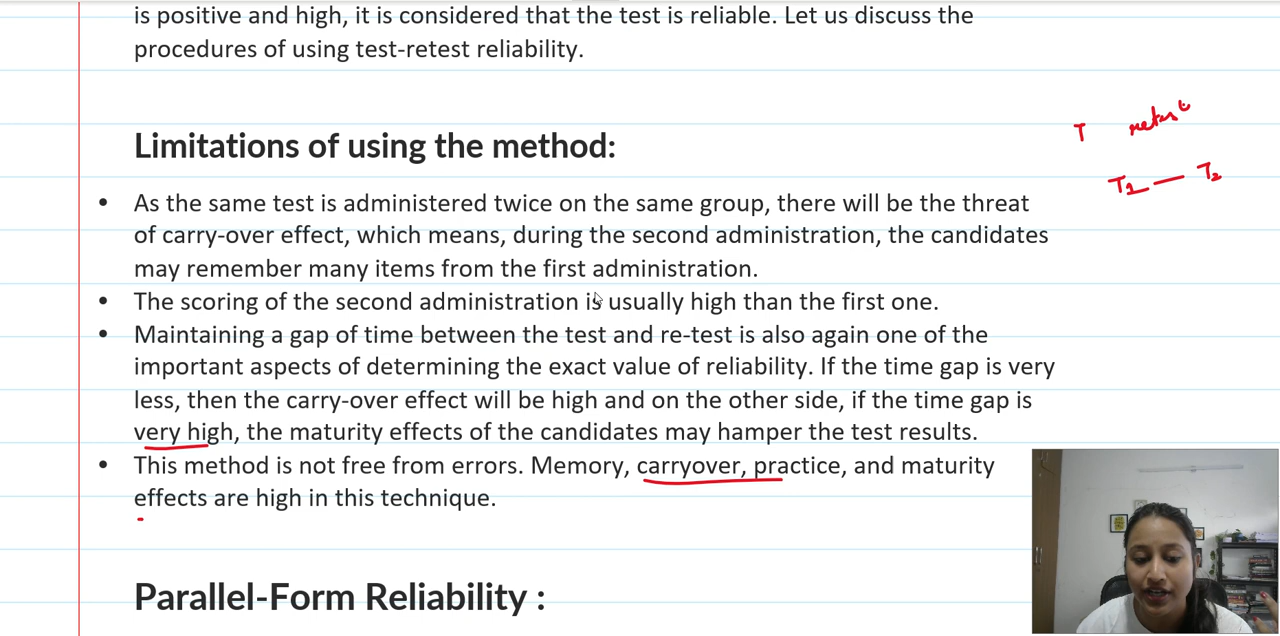 is positive and high, it is considered that the test is reliable. Let us discuss the
procedures of using test-retest reliability.
Limitations of using the method:
T retest
T1 — T2
• As the same test is administered twice on the same group, there will be the threat
of carry-over effect, which means, during the second administration, the candidates
may remember many items from the first administration.
• The scoring of the second administration is usually high than the first one.
• Maintaining a gap of time between the test and re-test is also again one of the
important aspects of determining the exact value of reliability. If the time gap is very
less, then the carry-over effect will be high and on the other side, if the time gap is
very high, the maturity effects of the candidates may hamper the test results.
• This method is not free from errors. Memory, carryover, practice, and maturity
effects are high in this technique.
Parallel-Form Reliability :